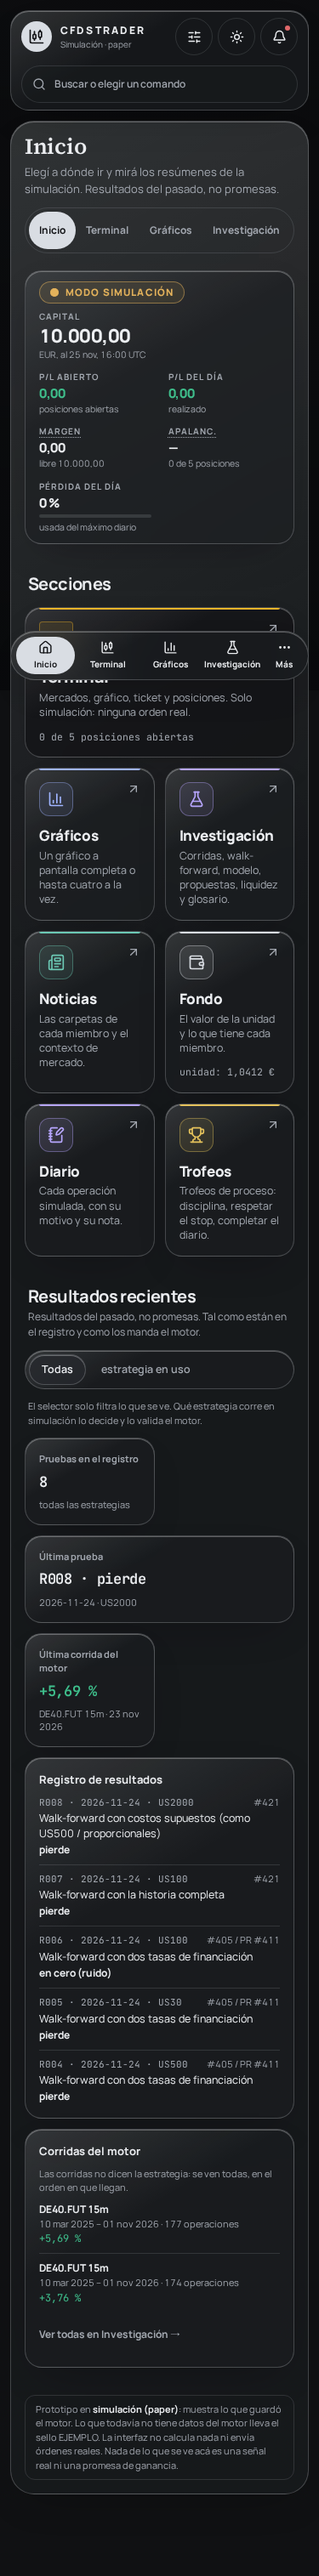 CFDSTRADER
Simulación · paper
Buscar o elegir un comando
Inicio
Elegí a dónde ir y mirá los resúmenes de la
simulación. Resultados del pasado, no promesas.
Inicio Terminal Gráficos Investigación
MODO SIMULACIÓN
CAPITAL
10.000,00
EUR, al 25 nov, 16:00 UTC
P/L ABIERTO P/L DEL DÍA
0,00 0,00
posiciones abiertas realizado
MARGEN APALANC.
0,00 —
libre 10.000,00 0 de 5 posiciones
PÉRDIDA DEL DÍA
0 %
usada del máximo diario
Secciones
Inicio Terminal Gráficos Investigación Más
Terminal
Mercados, gráfico, ticket y posiciones. Solo
simulación: ninguna orden real.
0 de 5 posiciones abiertas
Gráficos
Un gráfico a
pantalla completa o
hasta cuatro a la
vez.
Investigación
Corridas, walk-
forward, modelo,
propuestas, liquidez
y glosario.
Noticias
Las carpetas de
cada miembro y el
contexto de
mercado.
Fondo
El valor de la unidad
y lo que tiene cada
miembro.
unidad: 1,0412 €
Diario
Cada operación
simulada, con su
motivo y su nota.
Trofeos
Trofeos de proceso:
disciplina, respetar
el stop, completar el
diario.
Resultados recientes
Resultados del pasado, no promesas. Tal como están en
el registro y como los manda el motor.
Todas estrategia en uso
El selector solo filtra lo que se ve. Qué estrategia corre en
simulación lo decide y lo valida el motor.
Pruebas en el registro
8
todas las estrategias
Última prueba
R008 · pierde
2026-11-24 · US2000
Última corrida del
motor
+5,69 %
DE40.FUT 15m · 23 nov
2026
Registro de resultados
R008 · 2026-11-24 · US2000 #421
Walk-forward con costos supuestos (como
US500 / proporcionales)
pierde
R007 · 2026-11-24 · US100 #421
Walk-forward con la historia completa
pierde
R006 · 2026-11-24 · US100 #405 / PR #411
Walk-forward con dos tasas de financiación
en cero (ruido)
R005 · 2026-11-24 · US30 #405 / PR #411
Walk-forward con dos tasas de financiación
pierde
R004 · 2026-11-24 · US500 #405 / PR #411
Walk-forward con dos tasas de financiación
pierde
Corridas del motor
Las corridas no dicen la estrategia: se ven todas, en el
orden en que llegan.
DE40.FUT 15m
10 mar 2025 – 01 nov 2026 · 177 operaciones
+5,69 %
DE40.FUT 15m
10 mar 2025 – 01 nov 2026 · 174 operaciones
+3,76 %
Ver todas en Investigación →
Prototipo en simulación (paper): muestra lo que guardó
el motor. Lo que todavía no tiene datos del motor lleva el
sello EJEMPLO. La interfaz no calcula nada ni envía
órdenes reales. Nada de lo que se ve acá es una señal
real ni una promesa de ganancia.